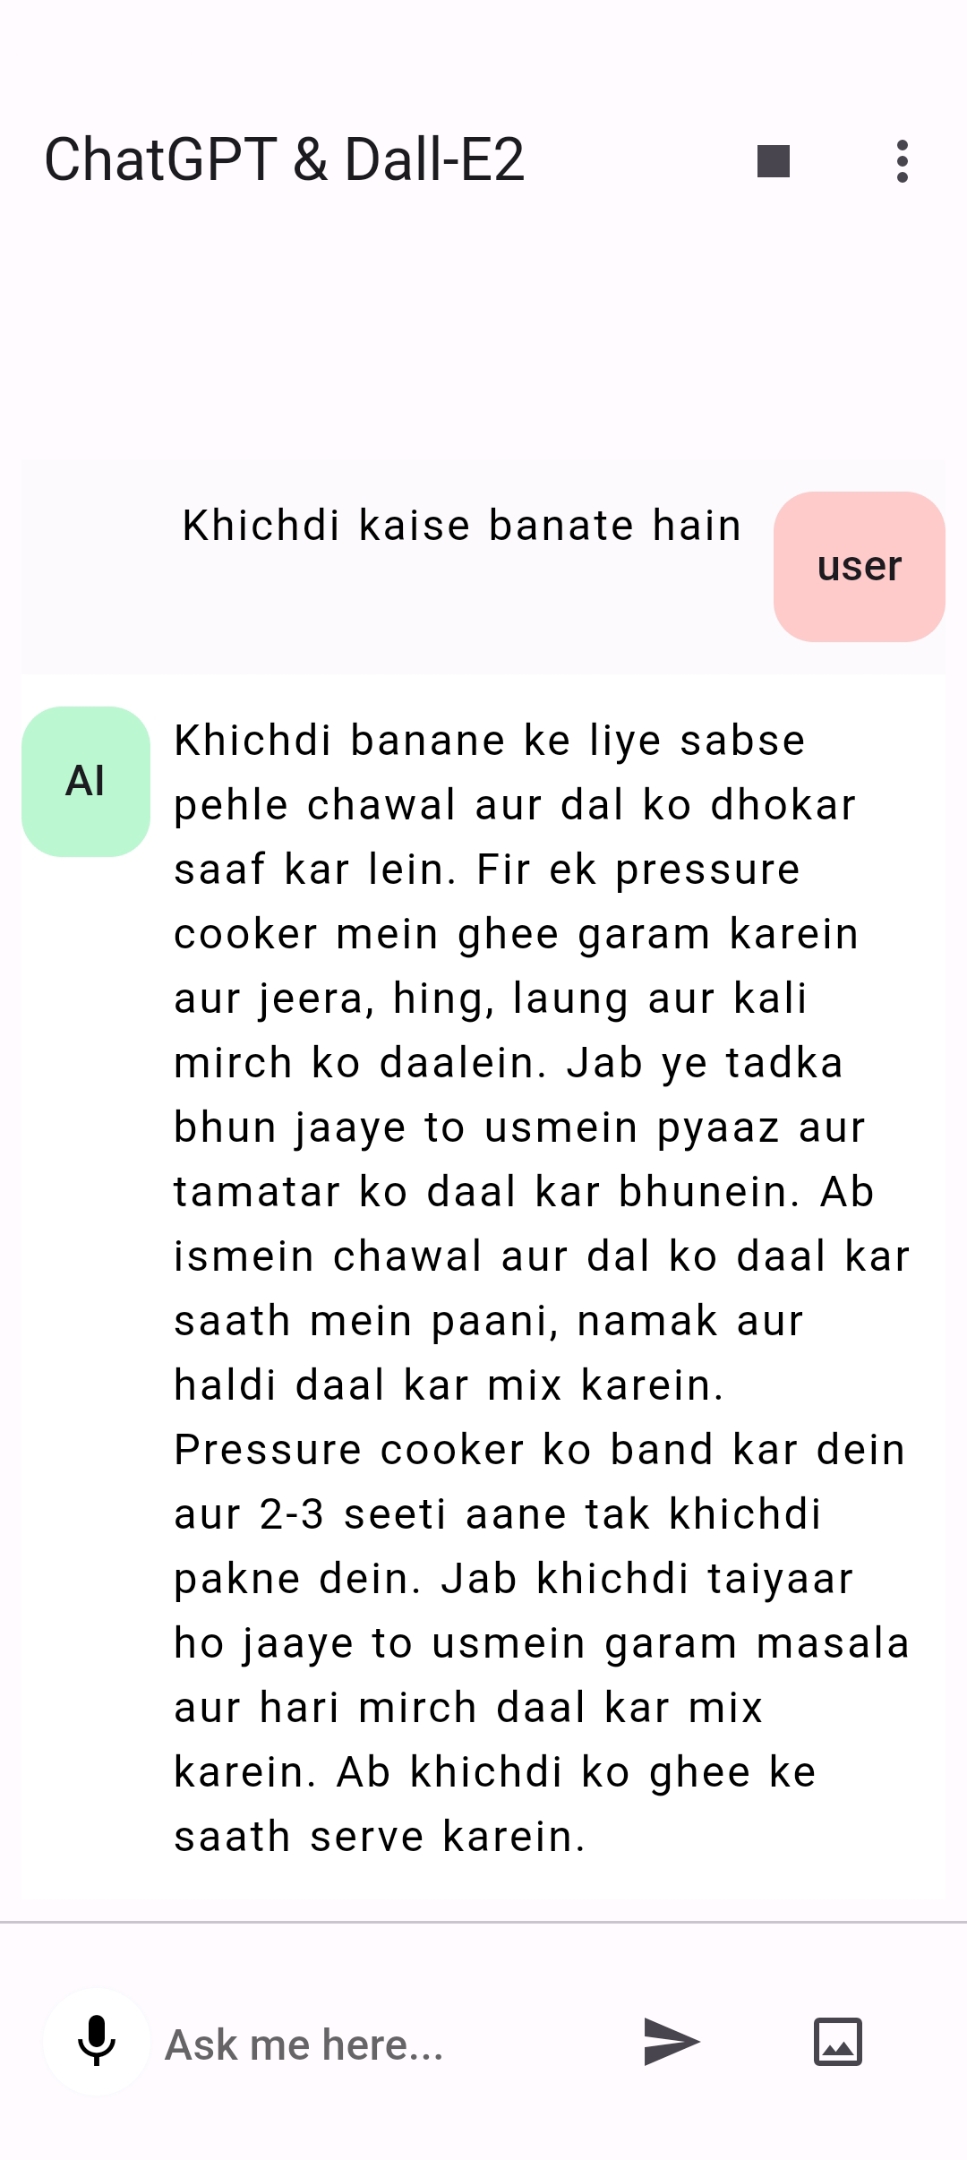 ChatGPT & Dall-E2
Khichdi kaise banate hain
user
AI
Khichdi banane ke liye sabse
pehle chawal aur dal ko dhokar
saaf kar lein. Fir ek pressure
cooker mein ghee garam karein
aur jeera, hing, laung aur kali
mirch ko daalein. Jab ye tadka
bhun jaaye to usmein pyaaz aur
tamatar ko daal kar bhunein. Ab
ismein chawal aur dal ko daal kar
saath mein paani, namak aur
haldi daal kar mix karein.
Pressure cooker ko band kar dein
aur 2-3 seeti aane tak khichdi
pakne dein. Jab khichdi taiyaar
ho jaaye to usmein garam masala
aur hari mirch daal kar mix
karein. Ab khichdi ko ghee ke
saath serve karein.
Ask me here...